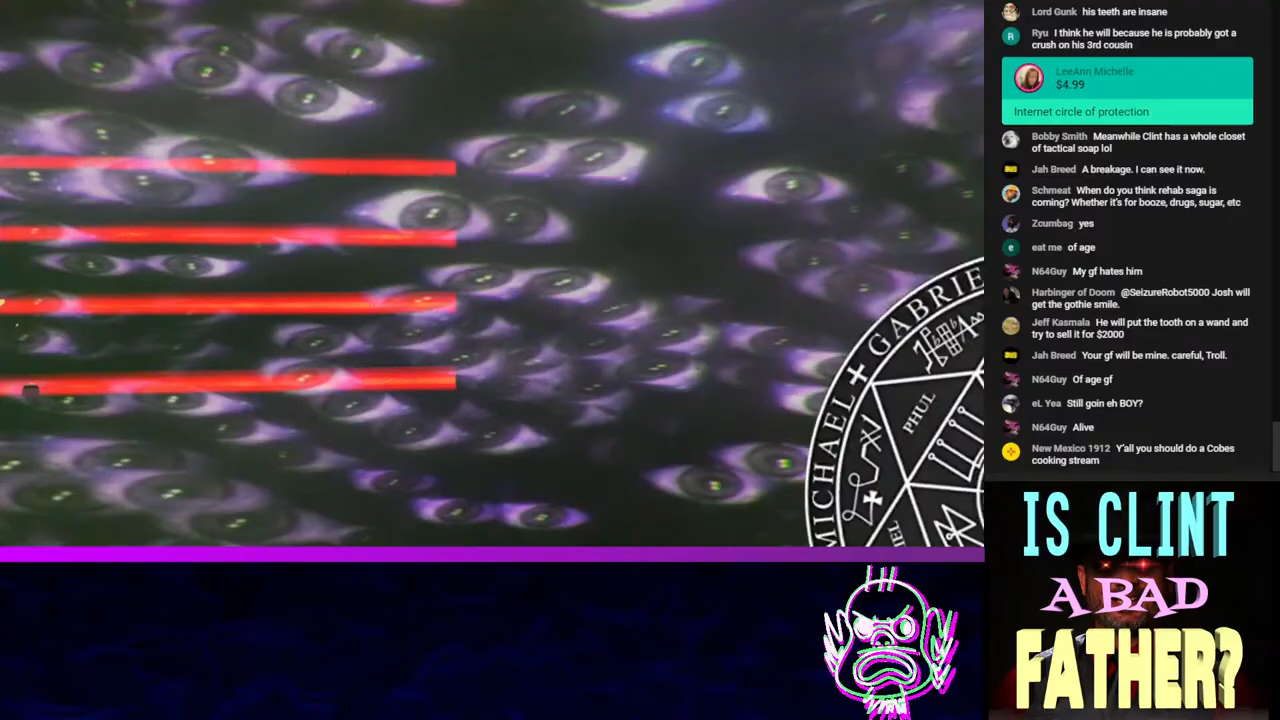 Lord Gunk his teeth are insane
Ryu I think he will because he is probably got a
crush on his 3rd cousin
LeeAnn Michelle
$4.99
Internet circle of protection
Bobby Smith Meanwhile Clint has a whole closet
of tactical soap lol
Jah Breed A breakage. I can see it now.
Schmeat When do you think rehab saga is
coming? Whether it's for booze, drugs, sugar, etc
Zcumbag yes
eat me of age
N64Guy My gf hates him
Harbinger of Doom @SeizureRobot5000 Josh will
get the gothie smile.
Jeff Kasmala He will put the tooth on a wand and
try to sell it for $2000
Jah Breed Your gf will be mine. careful, Troll.
N64Guy Of age gf
eL Yea Still goin eh BOY?
N64Guy Alive
New Mexico 1912 Y'all you should do a Cobes
cooking stream
MICHAEL + GABRIE
PHUL
IS CLINT
A BAD
FATHER?